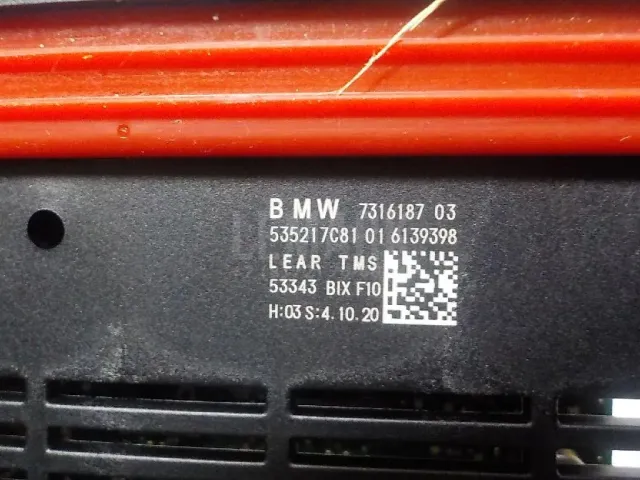 BMW 7316187 03
535217C81 01 6139398
LEAR TMS
53343 BIX F10
H:03 S:4.10.20